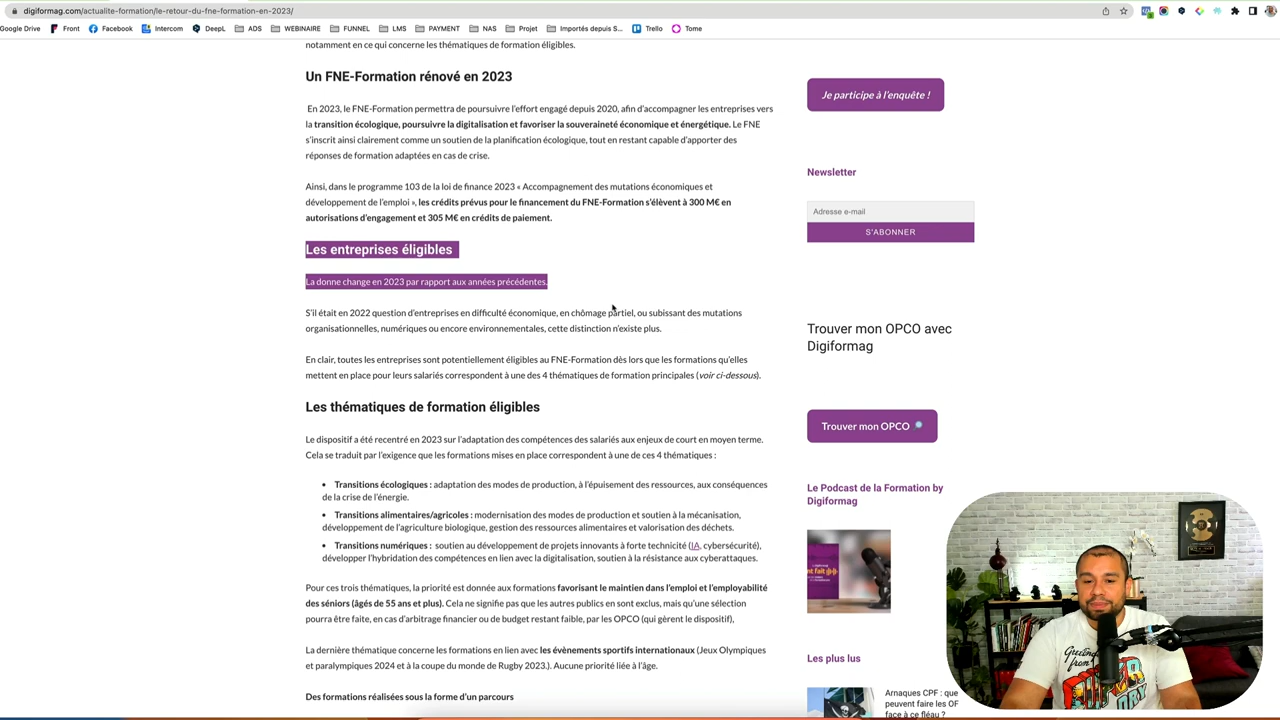 digiformag.com/actualite-formation/le-retour-du-fne-formation-en-2023/
Google Drive Front Facebook Intercom DeepL ADS WEBINAIRE FUNNEL LMS PAYMENT NAS Projet Importés depuis S... Trello Tome
notamment en ce qui concerne les thématiques de formation éligibles.
Un FNE-Formation rénové en 2023
En 2023, le FNE-Formation permettra de poursuivre l'effort engagé depuis 2020, afin d'accompagner les entreprises vers
la transition écologique, poursuivre la digitalisation et favoriser la souveraineté économique et énergétique. Le FNE
s'inscrit ainsi clairement comme un soutien de la planification écologique, tout en restant capable d'apporter des
réponses de formation adaptées en cas de crise.
Ainsi, dans le programme 103 de la loi de finance 2023 « Accompagnement des mutations économiques et
développement de l'emploi », les crédits prévus pour le financement du FNE-Formation s'élèvent à 300 M€ en
autorisations d'engagement et 305 M€ en crédits de paiement.
Les entreprises éligibles
La donne change en 2023 par rapport aux années précédentes.
S'il était en 2022 question d'entreprises en difficulté économique, en chômage partiel, ou subissant des mutations
organisationnelles, numériques ou encore environnementales, cette distinction n'existe plus.
En clair, toutes les entreprises sont potentiellement éligibles au FNE-Formation dès lors que les formations qu'elles
mettent en place pour leurs salariés correspondent à une des 4 thématiques de formation principales (voir ci-dessous).
Les thématiques de formation éligibles
Le dispositif a été recentré en 2023 sur l'adaptation des compétences des salariés aux enjeux de court en moyen terme.
Cela se traduit par l'exigence que les formations mises en place correspondent à une de ces 4 thématiques :
• Transitions écologiques : adaptation des modes de production, à l'épuisement des ressources, aux conséquences
de la crise de l'énergie.
• Transitions alimentaires/agricoles : modernisation des modes de production et soutien à la mécanisation,
développement de l'agriculture biologique, gestion des ressources alimentaires et valorisation des déchets.
• Transitions numériques : soutien au développement de projets innovants à forte technicité (IA, cybersécurité),
développer l'hybridation des compétences en lien avec la digitalisation, soutien à la résistance aux cyberattaques.
Pour ces trois thématiques, la priorité est donnée aux formations favorisant le maintien dans l'emploi et l'employabilité
des séniors (âgés de 55 ans et plus). Cela ne signifie pas que les autres publics en sont exclus, mais qu'une sélection
pourra être faite, en cas d'arbitrage financier ou de budget restant faible, par les OPCO (qui gèrent le dispositif),
La dernière thématique concerne les formations en lien avec les évènements sportifs internationaux (Jeux Olympiques
et paralympiques 2024 et à la coupe du monde de Rugby 2023.). Aucune priorité liée à l'âge.
Des formations réalisées sous la forme d'un parcours
Je participe à l'enquête !
Newsletter
Adresse e-mail
S'ABONNER
Trouver mon OPCO avec
Digiformag
Trouver mon OPCO
Le Podcast de la Formation by
Digiformag
Les plus lus
Arnaques CPF : que
peuvent faire les OF
face à ce fléau ?